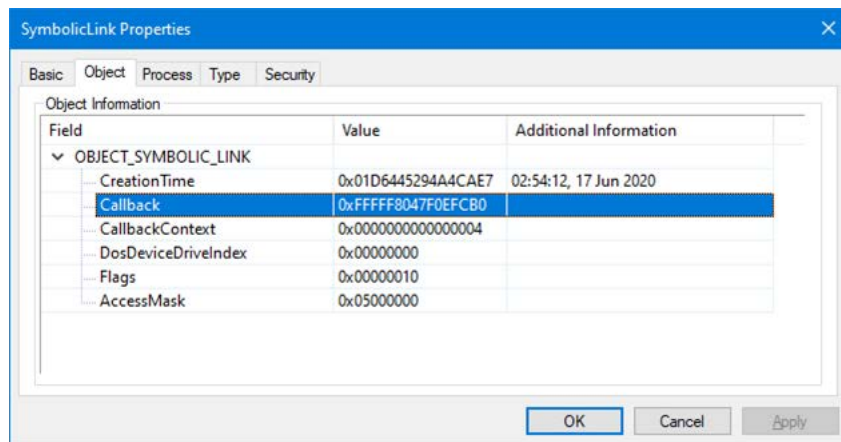 SymbolicLink Properties
Basic Object Process Type Security
Object Information
Field Value Additional Information
OBJECT_SYMBOLIC_LINK
CreationTime 0x01D6445294A4CAE7 02:54:12, 17 Jun 2020
Callback 0xFFFFF8047F0EFCB0
CallbackContext 0x0000000000000004
DosDeviceDriveIndex 0x00000000
Flags 0x00000010
AccessMask 0x05000000
OK Cancel Apply